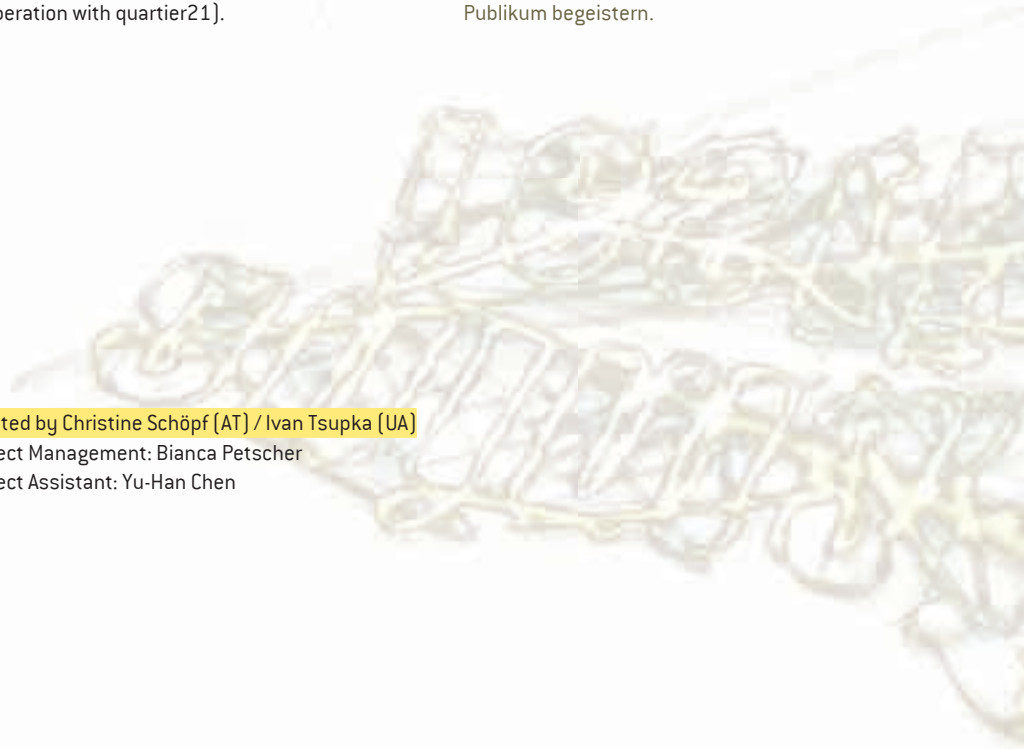 peration with quartier21).
Publikum begeistern.
ted by Christine Schöpf (AT) / Ivan Tsupka (UA)
ect Management: Bianca Petscher
ect Assistant: Yu-Han Chen